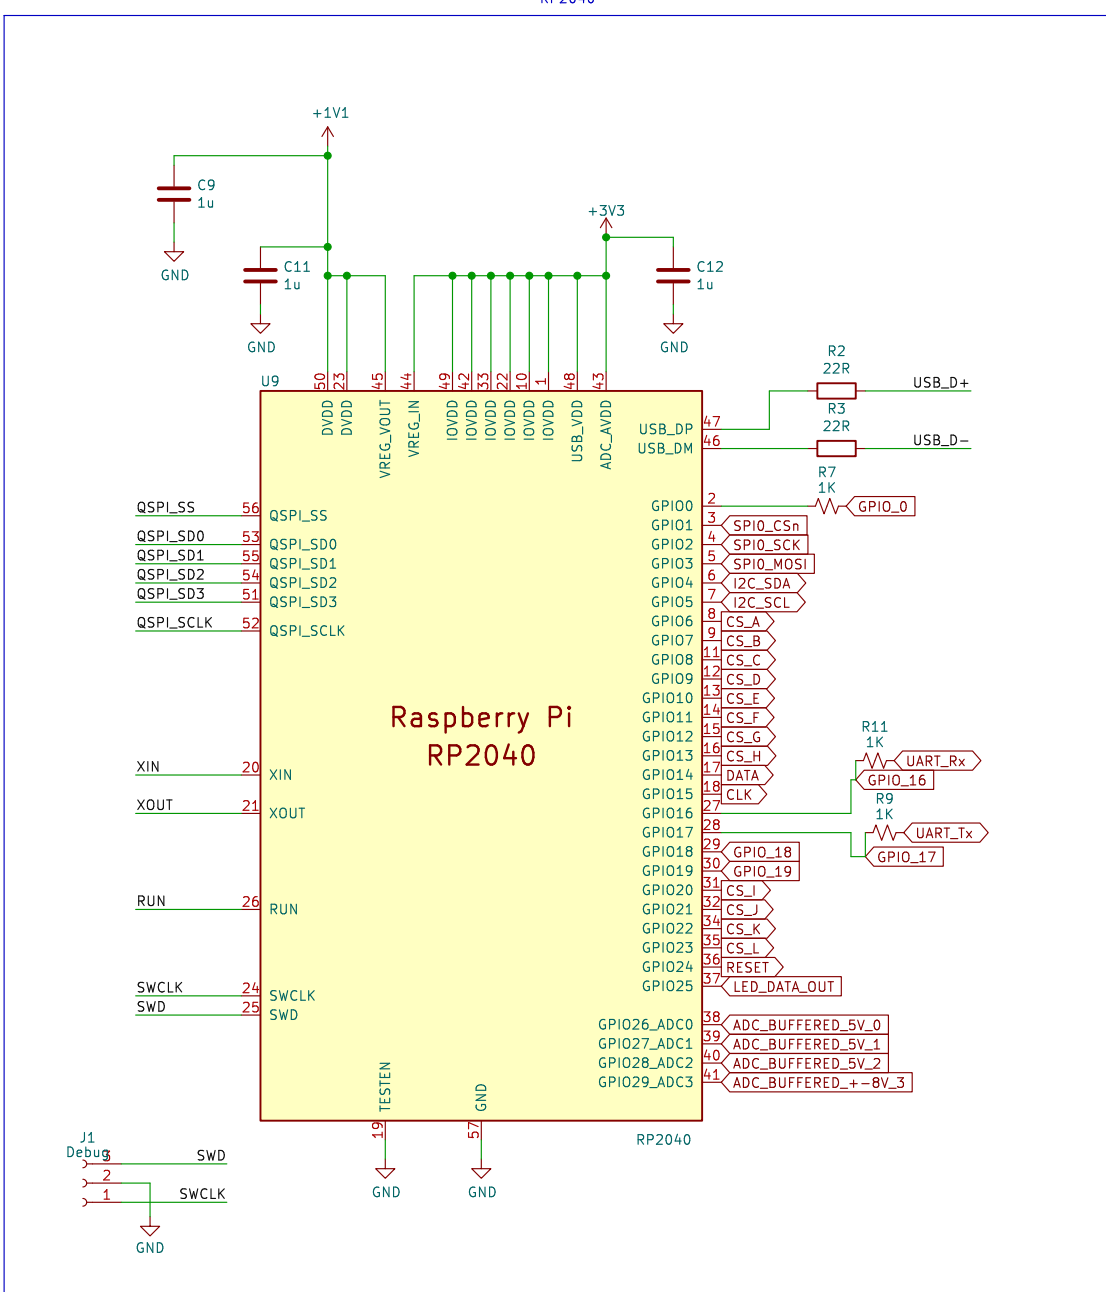 RP2040
+1V1
C9
1u
GND
+3V3
C11
1u
GND
C12
1u
GND
U9
50
23
45
44
49
42
33
22
10
1
48
43
DVDD
DVDD
VREG_VOUT
VREG_IN
IOVDD
IOVDD
IOVDD
IOVDD
IOVDD
IOVDD
USB_VDD
ADC_AVDD
R2
22R
USB_D+
R3
22R
USB_D-
USB_DP 47
USB_DM 46
R7
1K
QSPI_SS 56 QSPI_SS
QSPI_SD0 53 QSPI_SD0
QSPI_SD1 55 QSPI_SD1
QSPI_SD2 54 QSPI_SD2
QSPI_SD3 51 QSPI_SD3
QSPI_SCLK 52 QSPI_SCLK
XIN 20 XIN
XOUT 21 XOUT
RUN 26 RUN
SWCLK 24 SWCLK
SWD 25 SWD
Raspberry Pi
RP2040
GPIO0 2 GPIO_0
GPIO1 3 SPI0_CSn
GPIO2 4 SPI0_SCK
GPIO3 5 SPI0_MOSI
GPIO4 6 I2C_SDA
GPIO5 7 I2C_SCL
GPIO6 8 CS_A
GPIO7 9 CS_B
GPIO8 11 CS_C
GPIO9 12 CS_D
GPIO10 13 CS_E
GPIO11 14 CS_F
GPIO12 15 CS_G
GPIO13 16 CS_H
GPIO14 17 DATA
GPIO15 18 CLK
GPIO16 27
GPIO17 28
R11
1K
UART_Rx
GPIO_16
R9
1K
UART_Tx
GPIO_17
GPIO18 29 GPIO_18
GPIO19 30 GPIO_19
GPIO20 31 CS_I
GPIO21 32 CS_J
GPIO22 34 CS_K
GPIO23 35 CS_L
GPIO24 36 RESET
GPIO25 37 LED_DATA_OUT
GPIO26_ADC0 38 ADC_BUFFERED_5V_0
GPIO27_ADC1 39 ADC_BUFFERED_5V_1
GPIO28_ADC2 40 ADC_BUFFERED_5V_2
GPIO29_ADC3 41 ADC_BUFFERED_+-8V_3
TESTEN
19
GND
GND
57
GND
RP2040
J1
Debug
3 SWD
2
1 SWCLK
GND